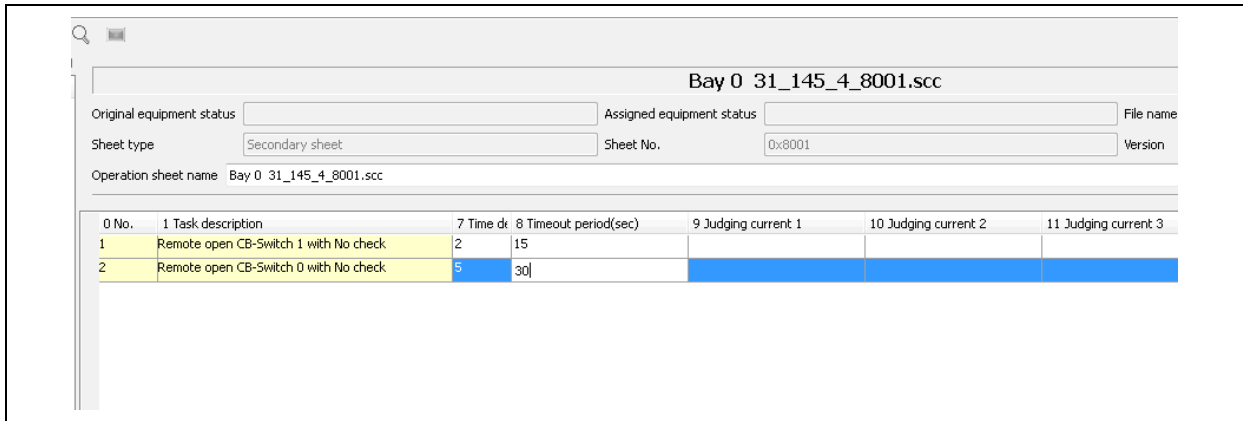 Bay 0 31_145_4_8001.scc
Original equipment status Assigned equipment status File name
Sheet type Secondary sheet Sheet No. 0x8001 Version
Operation sheet name Bay 0 31_145_4_8001.scc
0 No. 1 Task description 7 Time de 8 Timeout period(sec) 9 Judging current 1 10 Judging current 2 11 Judging current 3
1 Remote open CB-Switch 1 with No check 2 15
2 Remote open CB-Switch 0 with No check 5 30